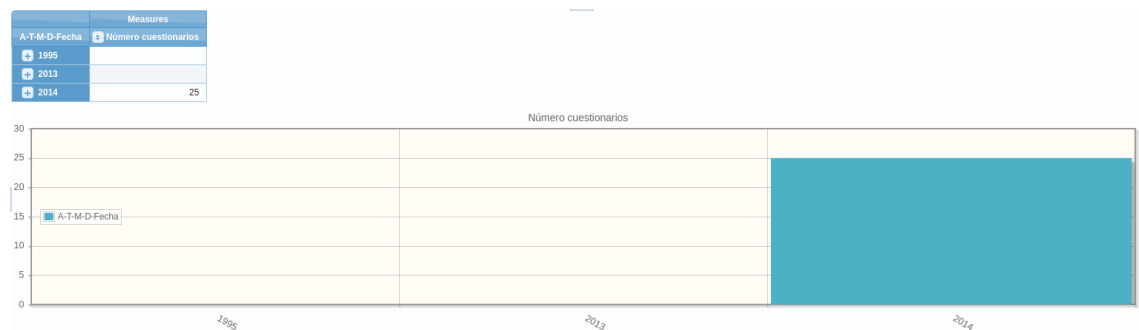 Measures
A-T-M-D-Fecha Número cuestionarios
1995
2013
2014 25
Número cuestionarios
30
25
20
15
10
5
0
A-T-M-D-Fecha
1995 2013 2014